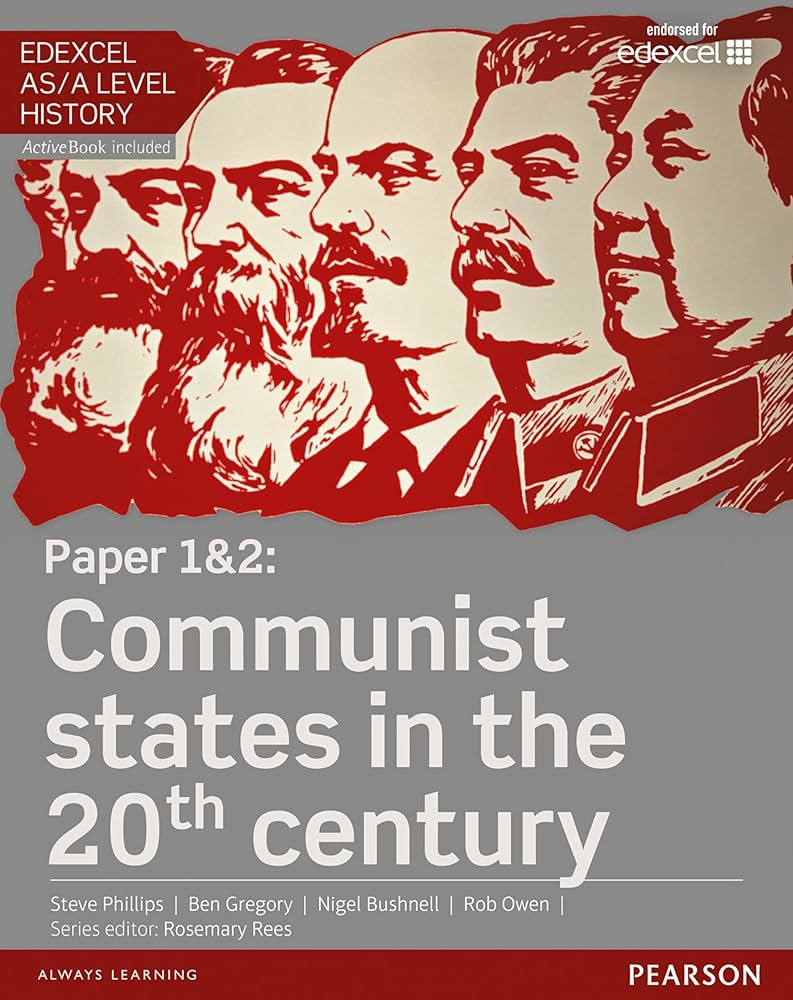 EDEXCEL
AS/A LEVEL
HISTORY
ActiveBook included
endorsed for
edexcel
Paper 1&2:
Communist
states in the
20th century
Steve Phillips | Ben Gregory | Nigel Bushnell | Rob Owen |
Series editor: Rosemary Rees
ALWAYS LEARNING
PEARSON